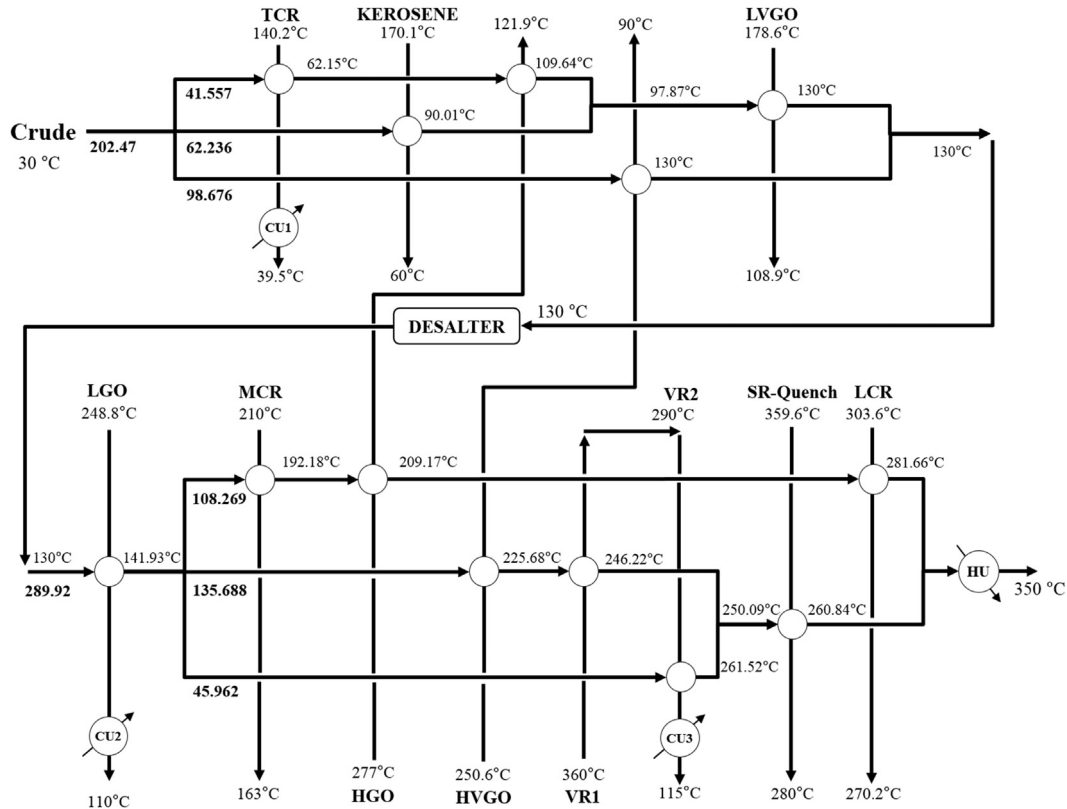 TCR
140.2°C
KEROSENE
170.1°C
121.9°C
90°C
LVGO
178.6°C
62.15°C
109.64°C
41.557
97.87°C
130°C
90.01°C
Crude
202.47
62.236
30 °C
130°C
130°C
98.676
CU1
39.5°C
60°C
108.9°C
DESALTER
130 °C
LGO
248.8°C
MCR
210°C
VR2
290°C
SR-Quench
359.6°C
LCR
303.6°C
192.18°C
209.17°C
281.66°C
108.269
130°C
141.93°C
225.68°C
246.22°C
289.92
135.688
HU
350 °C
250.09°C
260.84°C
261.52°C
45.962
CU2
CU3
110°C
163°C
277°C
HGO
250.6°C
HVGO
360°C
VR1
115°C
280°C
270.2°C